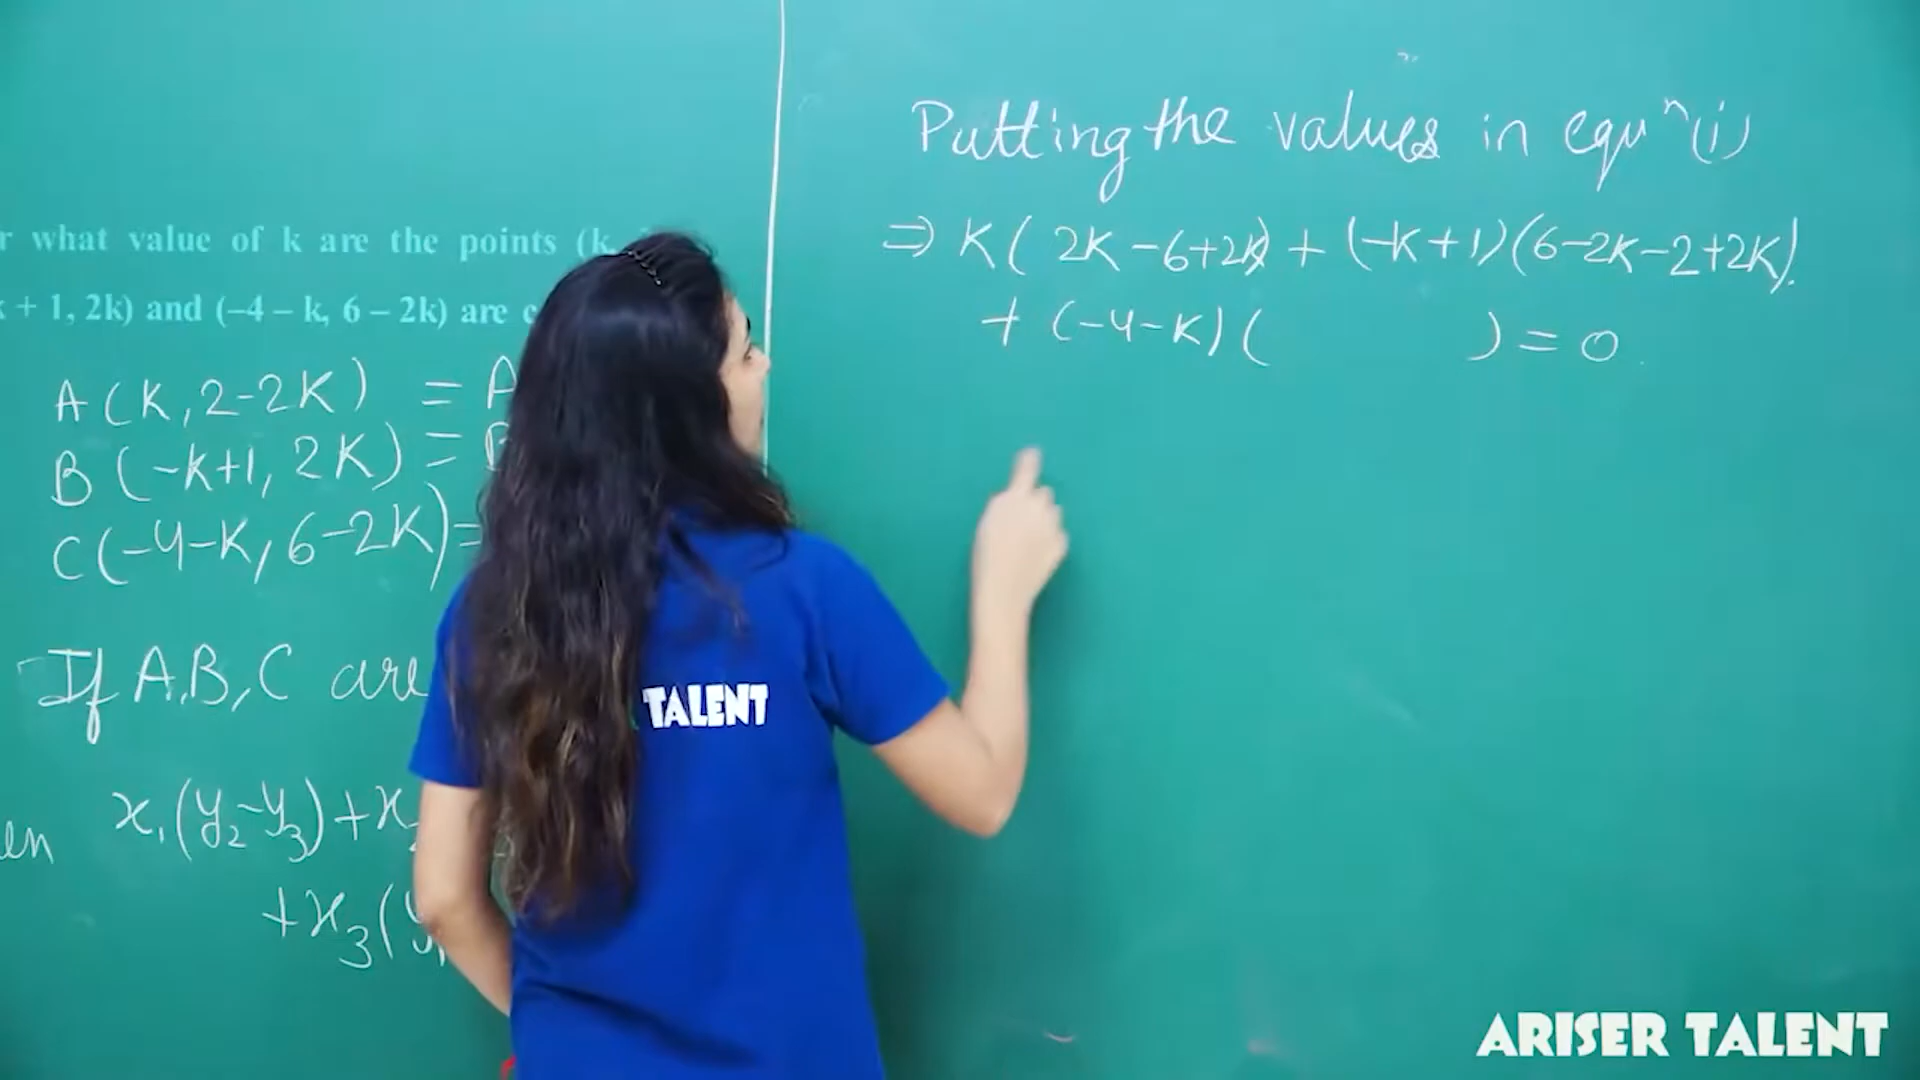 what value of k are the points (k,
+ 1, 2k) and (–4 – k, 6 – 2k) are
A(K, 2-2K) = A
B(-K+1, 2K) =
C(-4-K, 6-2K) =
If A,B,C are
x₁(y₂-y₃)+x
+x₃(y
Putting the values in equⁿ(i)
⇒ K(2K-6+2K)+(-K+1)(6-2K-2+2K)
+(-4-K)( )=0
TALENT
ARISER TALENT